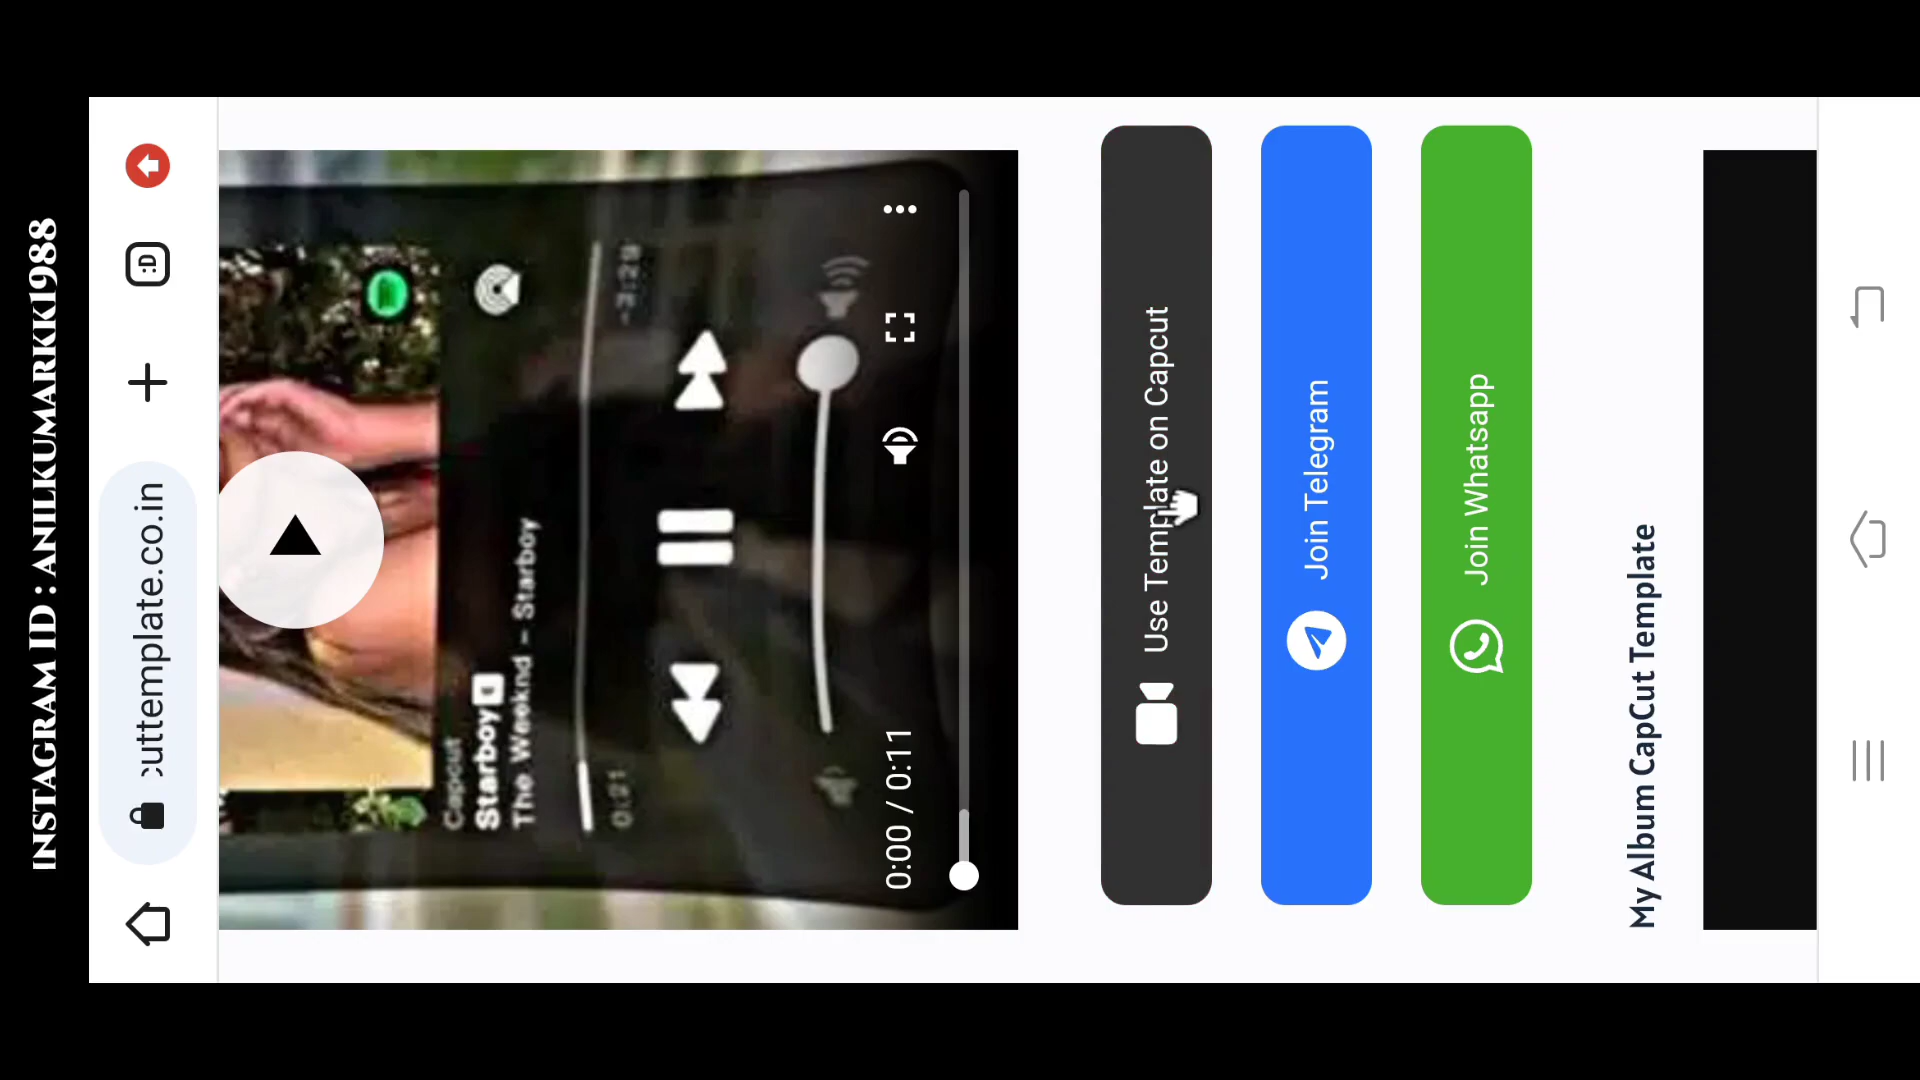 INSTAGRAM ID : ANILKUMARKK1988
:D
uttemplate.co.in
Capcut
Starboy E
The Weeknd – Starboy
0:21
-3:29
0:00 / 0:11
Use Template on Capcut
Join Telegram
Join Whatsapp
My Album CapCut Template